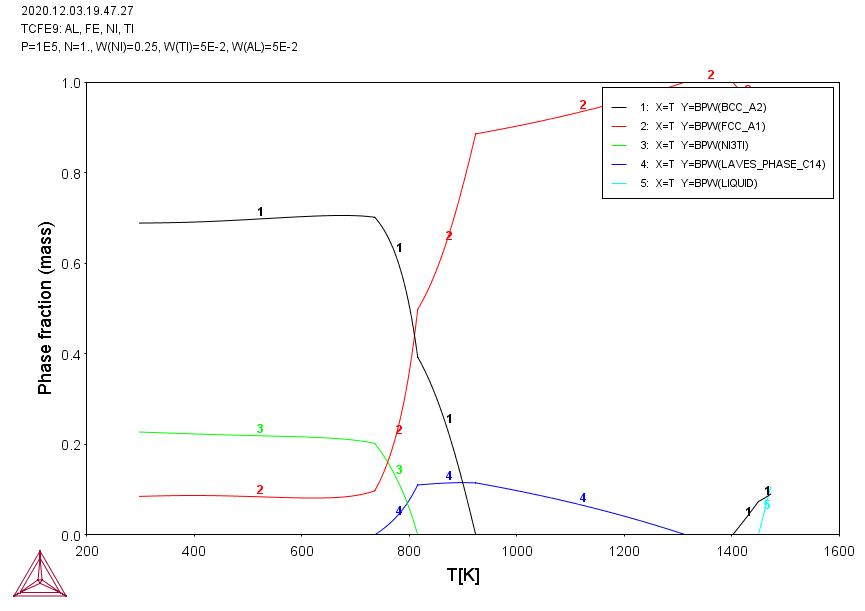 2020.12.03.19.47.27
TCFE9: AL, FE, NI, TI
P=1E5, N=1., W(NI)=0.25, W(TI)=5E-2, W(AL)=5E-2
1: X=T Y=BPW(BCC_A2)
2: X=T Y=BPW(FCC_A1)
3: X=T Y=BPW(NI3TI)
4: X=T Y=BPW(LAVES_PHASE_C14)
5: X=T Y=BPW(LIQUID)
Phase fraction (mass)
1.0
0.8
0.6
0.4
0.2
0.0
2
2
1
1
2
1
3
2
3
2
4
4
4
1
1
5
200 400 600 800 1000 1200 1400 1600
T[K]